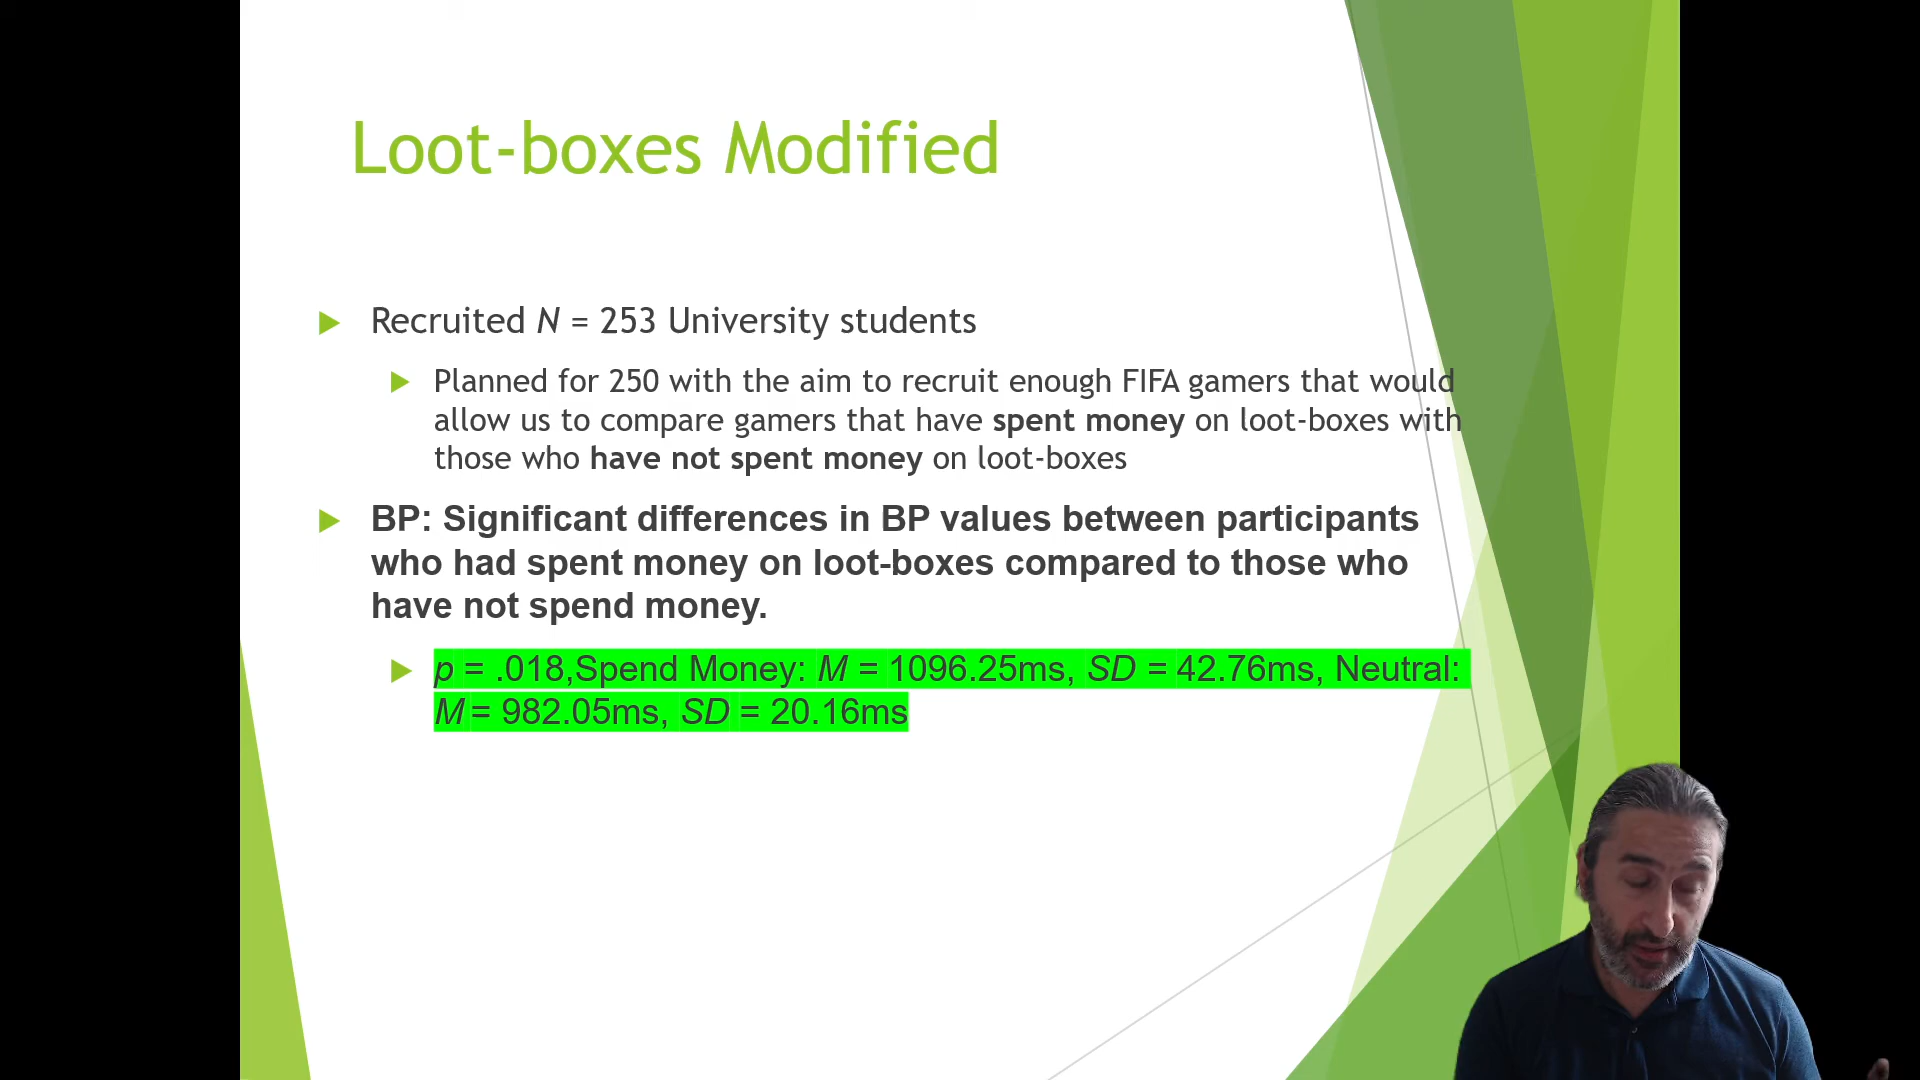 Loot-boxes Modified
Recruited N = 253 University students
Planned for 250 with the aim to recruit enough FIFA gamers that would
allow us to compare gamers that have spent money on loot-boxes with
those who have not spent money on loot-boxes
BP: Significant differences in BP values between participants
who had spent money on loot-boxes compared to those who
have not spend money.
p = .018,Spend Money: M = 1096.25ms, SD = 42.76ms, Neutral:
M = 982.05ms, SD = 20.16ms